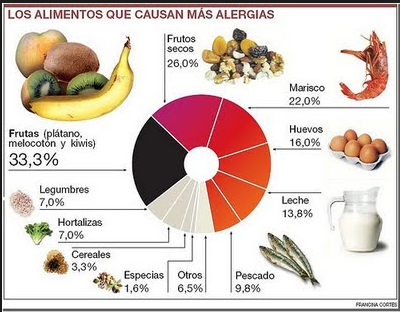 LOS ALIMENTOS QUE CAUSAN MÁS ALERGIAS
Frutos
secos
26,0%
Marisco
22,0%
Huevos
16,0%
Leche
13,8%
Pescado
9,8%
Otros
6,5%
Especias
1,6%
Cereales
3,3%
Hortalizas
7,0%
Legumbres
7,0%
Frutas (plátano,
melocotón y kiwis)
33,3%
FRANCINA CORTÉS